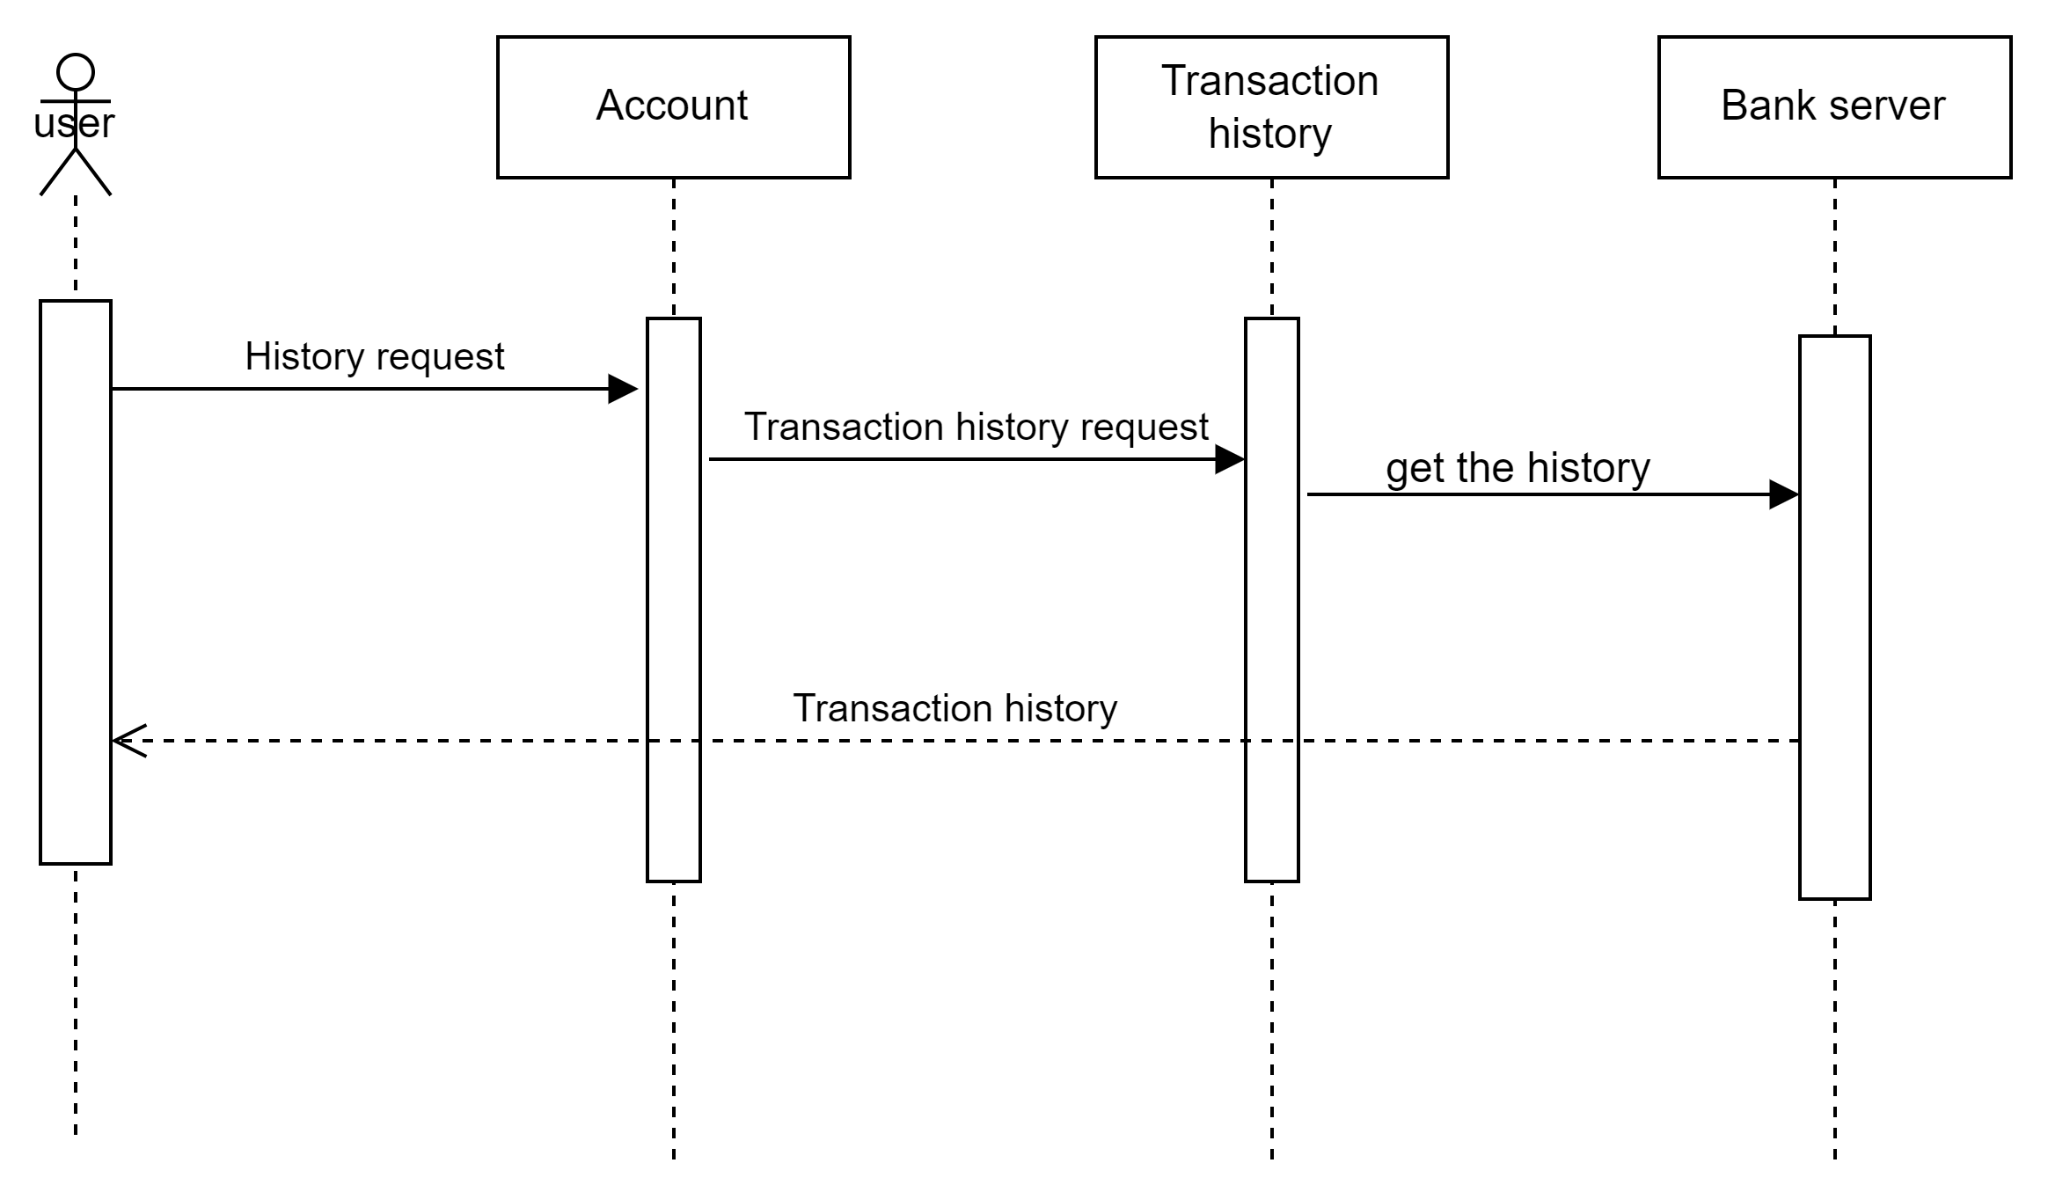 user
Account
Transaction
history
Bank server
History request
Transaction history request
get the history
Transaction history